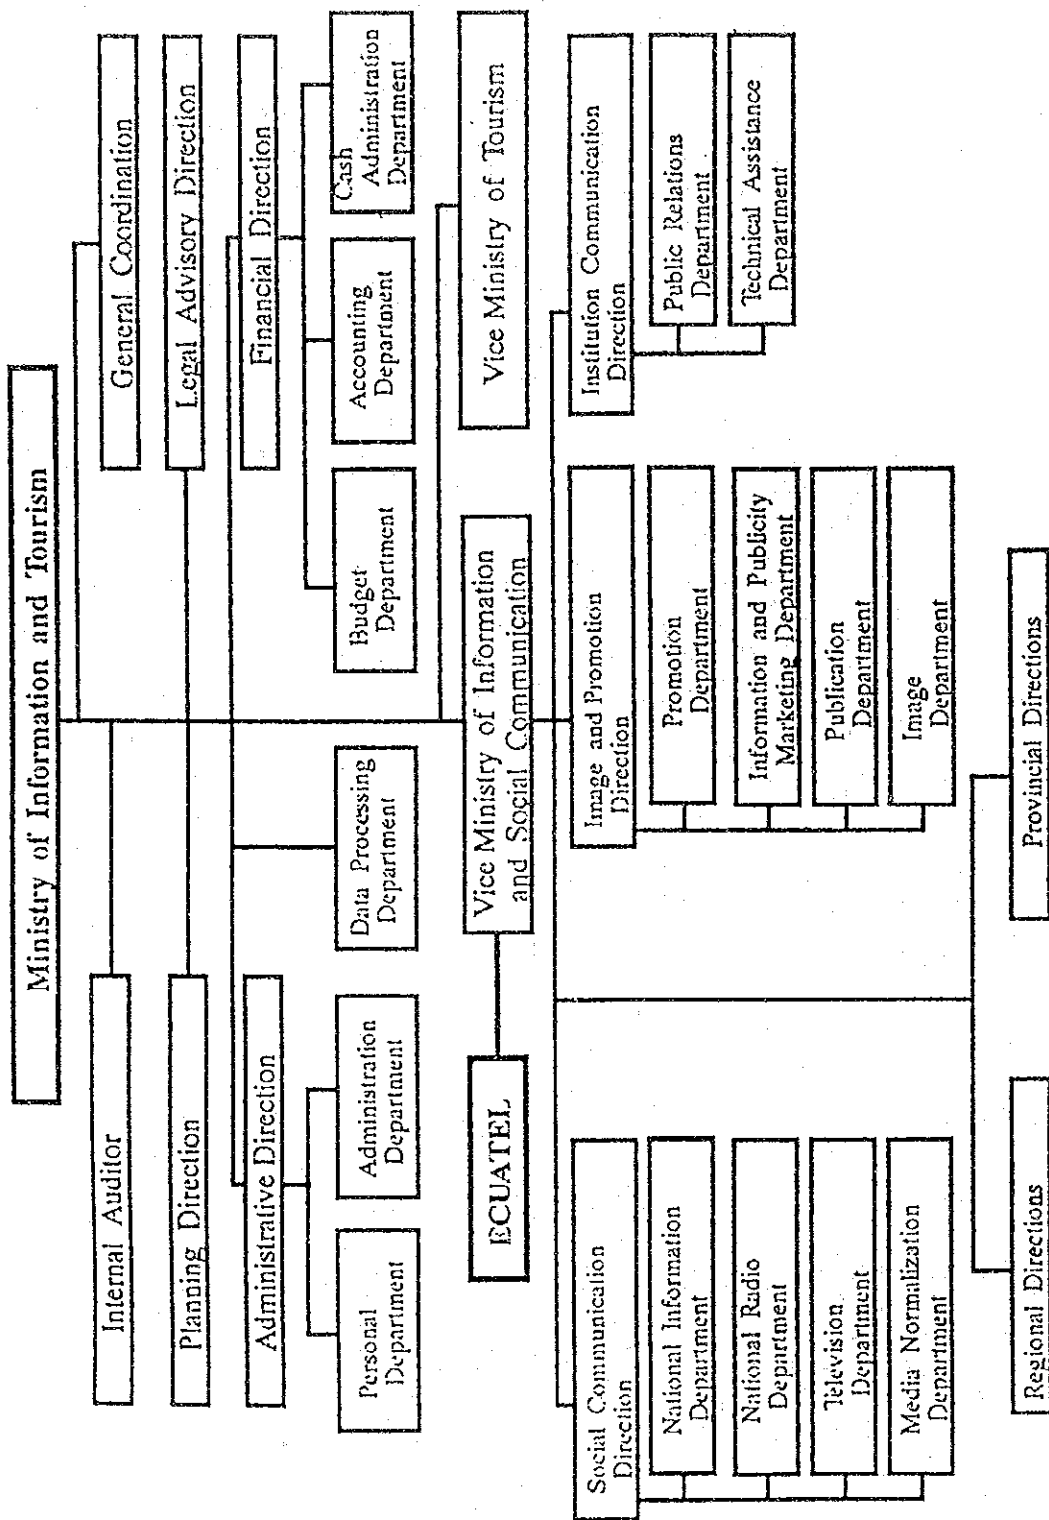 Ministry of Information and Tourism
Internal Auditor
General Coordination
Planning Direction
Legal Advisory Direction
Administrative Direction
Financial Direction
Personal
Department
Administration
Department
Data Processing
Department
Budget
Department
Accounting
Department
Cash
Administration
Department
ECUATEL
Vice Ministry of Information
and Social Communication
Vice Ministry of Tourism
Social Communication
Direction
National Information
Department
National Radio
Department
Television
Department
Media Normalization
Department
Image and Promotion
Direction
Promotion
Department
Information and Publicity
Marketing Department
Publication
Department
Image
Department
Institution Communication
Direction
Public Relations
Department
Technical Assistance
Department
Regional Directions
Provincial Directions